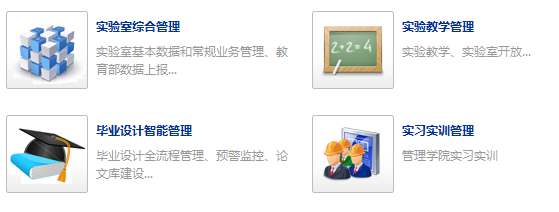 实验室综合管理
实验室基本数据和常规业务管理、教
育部数据上报...
实验教学管理
实验教学、实验室开放...
2+2=4
毕业设计智能管理
毕业设计全流程管理、预警监控、论
文库建设...
实习实训管理
管理学院实习实训